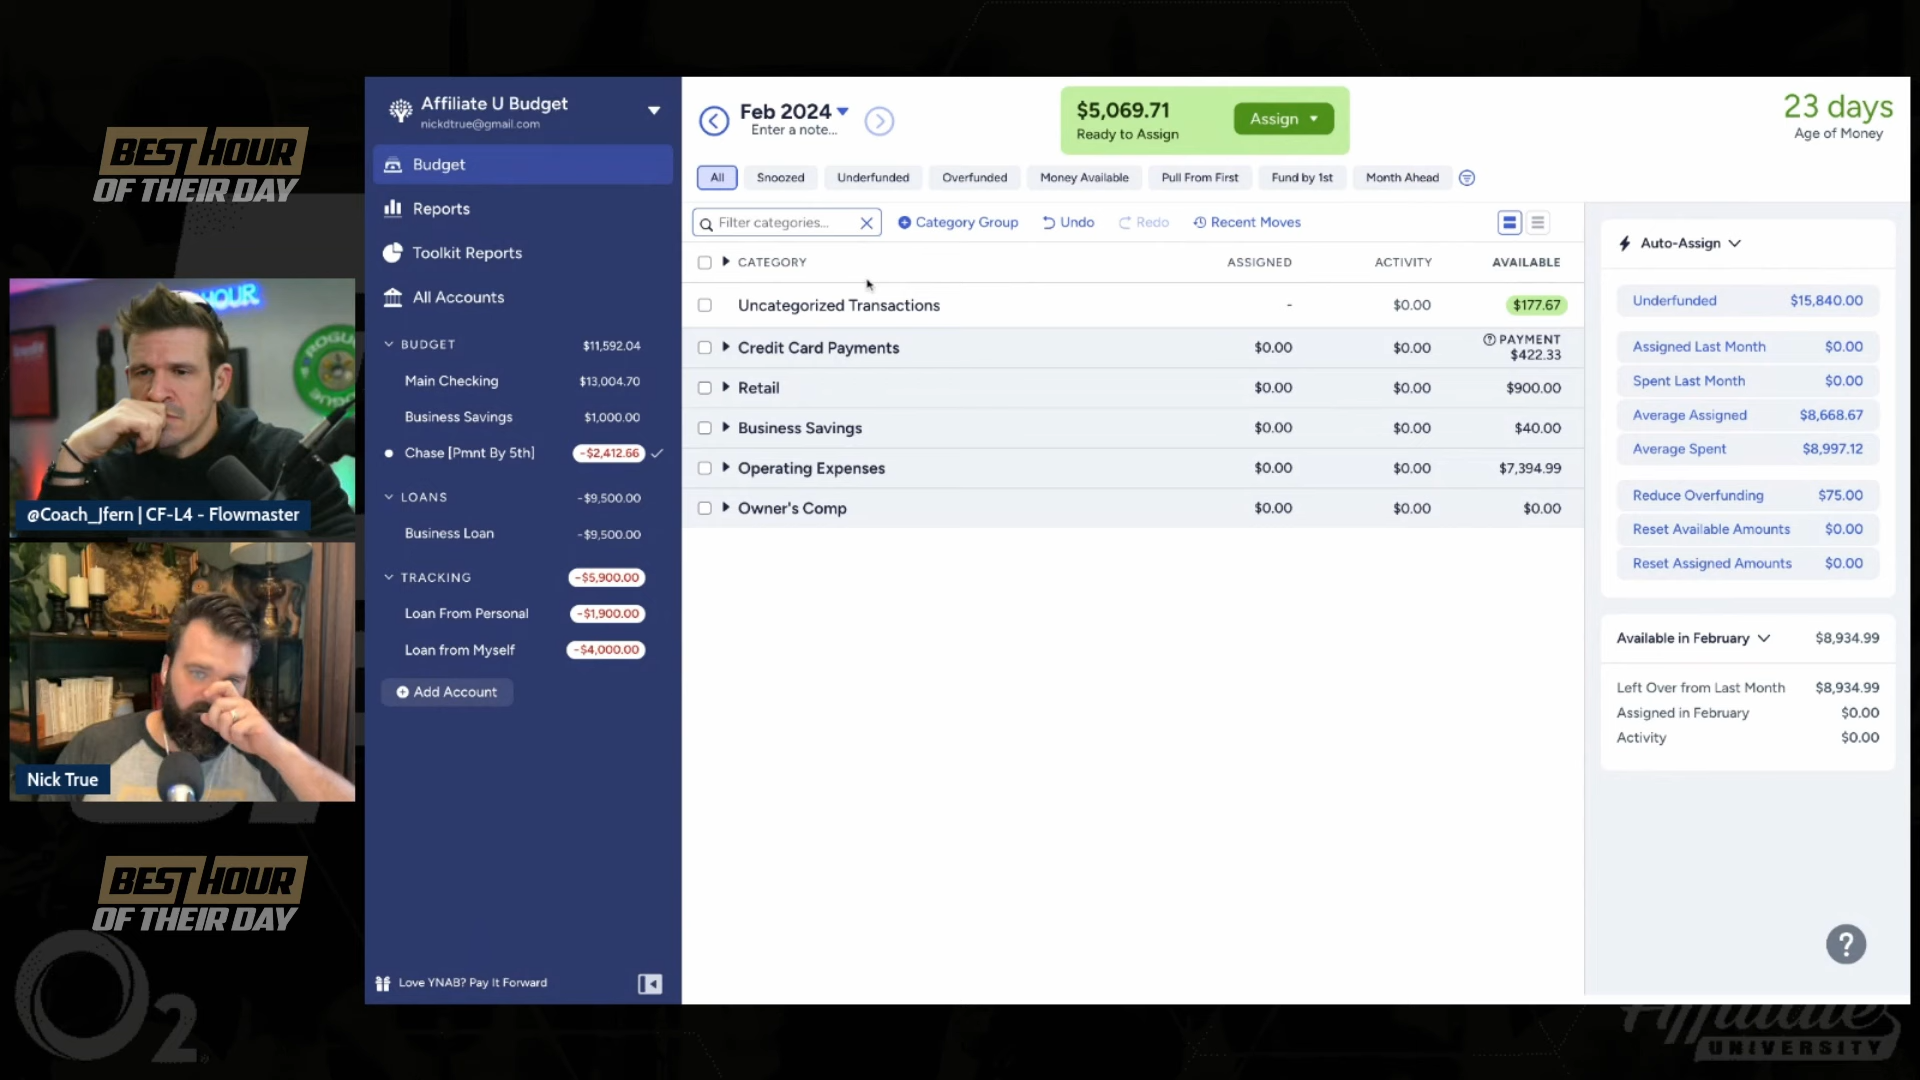 BEST HOUR
OF THEIR DAY
HOUR
ROGU
@Coach_Jfern | CF-L4 - Flowmaster
Nick True
BEST HOUR
OF THEIR DAY
O2
Affiliate U Budget
nickdtrue@gmail.com
Budget
Reports
Toolkit Reports
All Accounts
BUDGET $11,592.04
Main Checking $13,004.70
Business Savings $1,000.00
Chase [Pmnt By 5th] -$2,412.66
LOANS -$9,500.00
Business Loan -$9,500.00
TRACKING -$5,900.00
Loan From Personal -$1,900.00
Loan from Myself -$4,000.00
Add Account
Love YNAB? Pay It Forward
Feb 2024
Enter a note...
$5,069.71
Ready to Assign
Assign
23 days
Age of Money
All Snoozed Underfunded Overfunded Money Available Pull From First Fund by 1st Month Ahead
Filter categories... Category Group Undo Redo Recent Moves
CATEGORY ASSIGNED ACTIVITY AVAILABLE
Uncategorized Transactions - $0.00 $177.67
Credit Card Payments $0.00 $0.00 PAYMENT
$422.33
Retail $0.00 $0.00 $900.00
Business Savings $0.00 $0.00 $40.00
Operating Expenses $0.00 $0.00 $7,394.99
Owner's Comp $0.00 $0.00 $0.00
Auto-Assign
Underfunded $15,840.00
Assigned Last Month $0.00
Spent Last Month $0.00
Average Assigned $8,668.67
Average Spent $8,997.12
Reduce Overfunding $75.00
Reset Available Amounts $0.00
Reset Assigned Amounts $0.00
Available in February $8,934.99
Left Over from Last Month $8,934.99
Assigned in February $0.00
Activity $0.00
?
Affiliate
UNIVERSITY